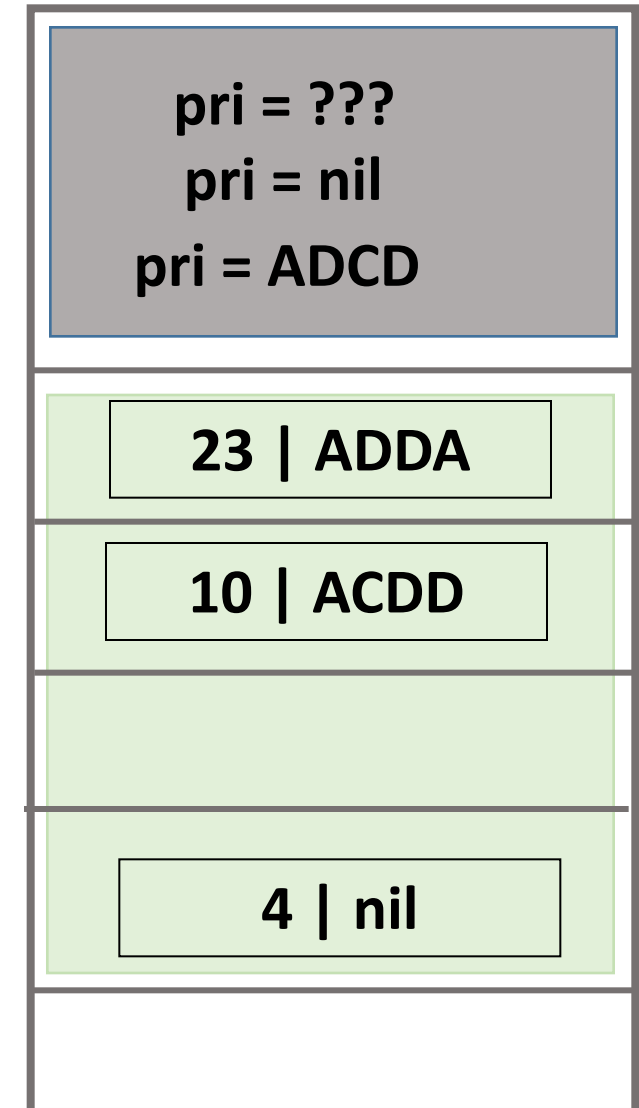 pri = ???
pri = nil
pri = ADCD
23 | ADDA
10 | ACDD
4 | nil